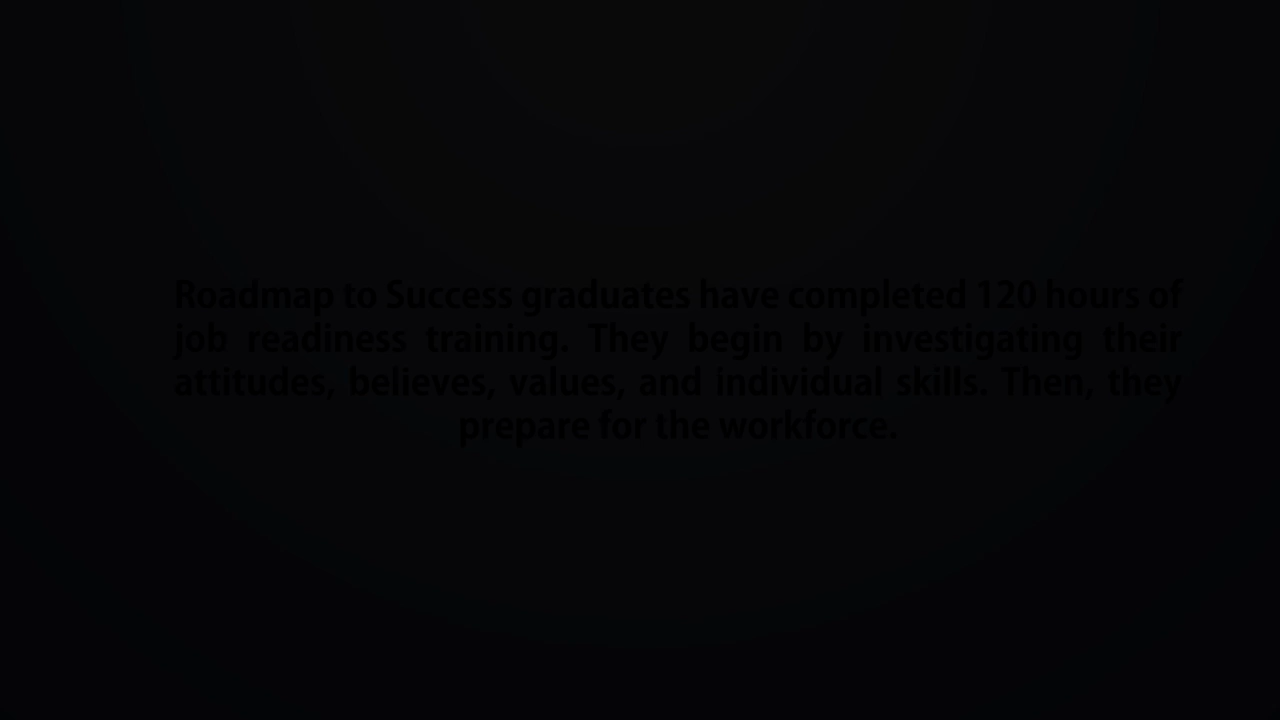 Roadmap to Success graduates have completed 120 hours of
job readiness training. They begin by investigating their
attitudes, believes, values, and individual skills. Then, they
prepare for the workforce.